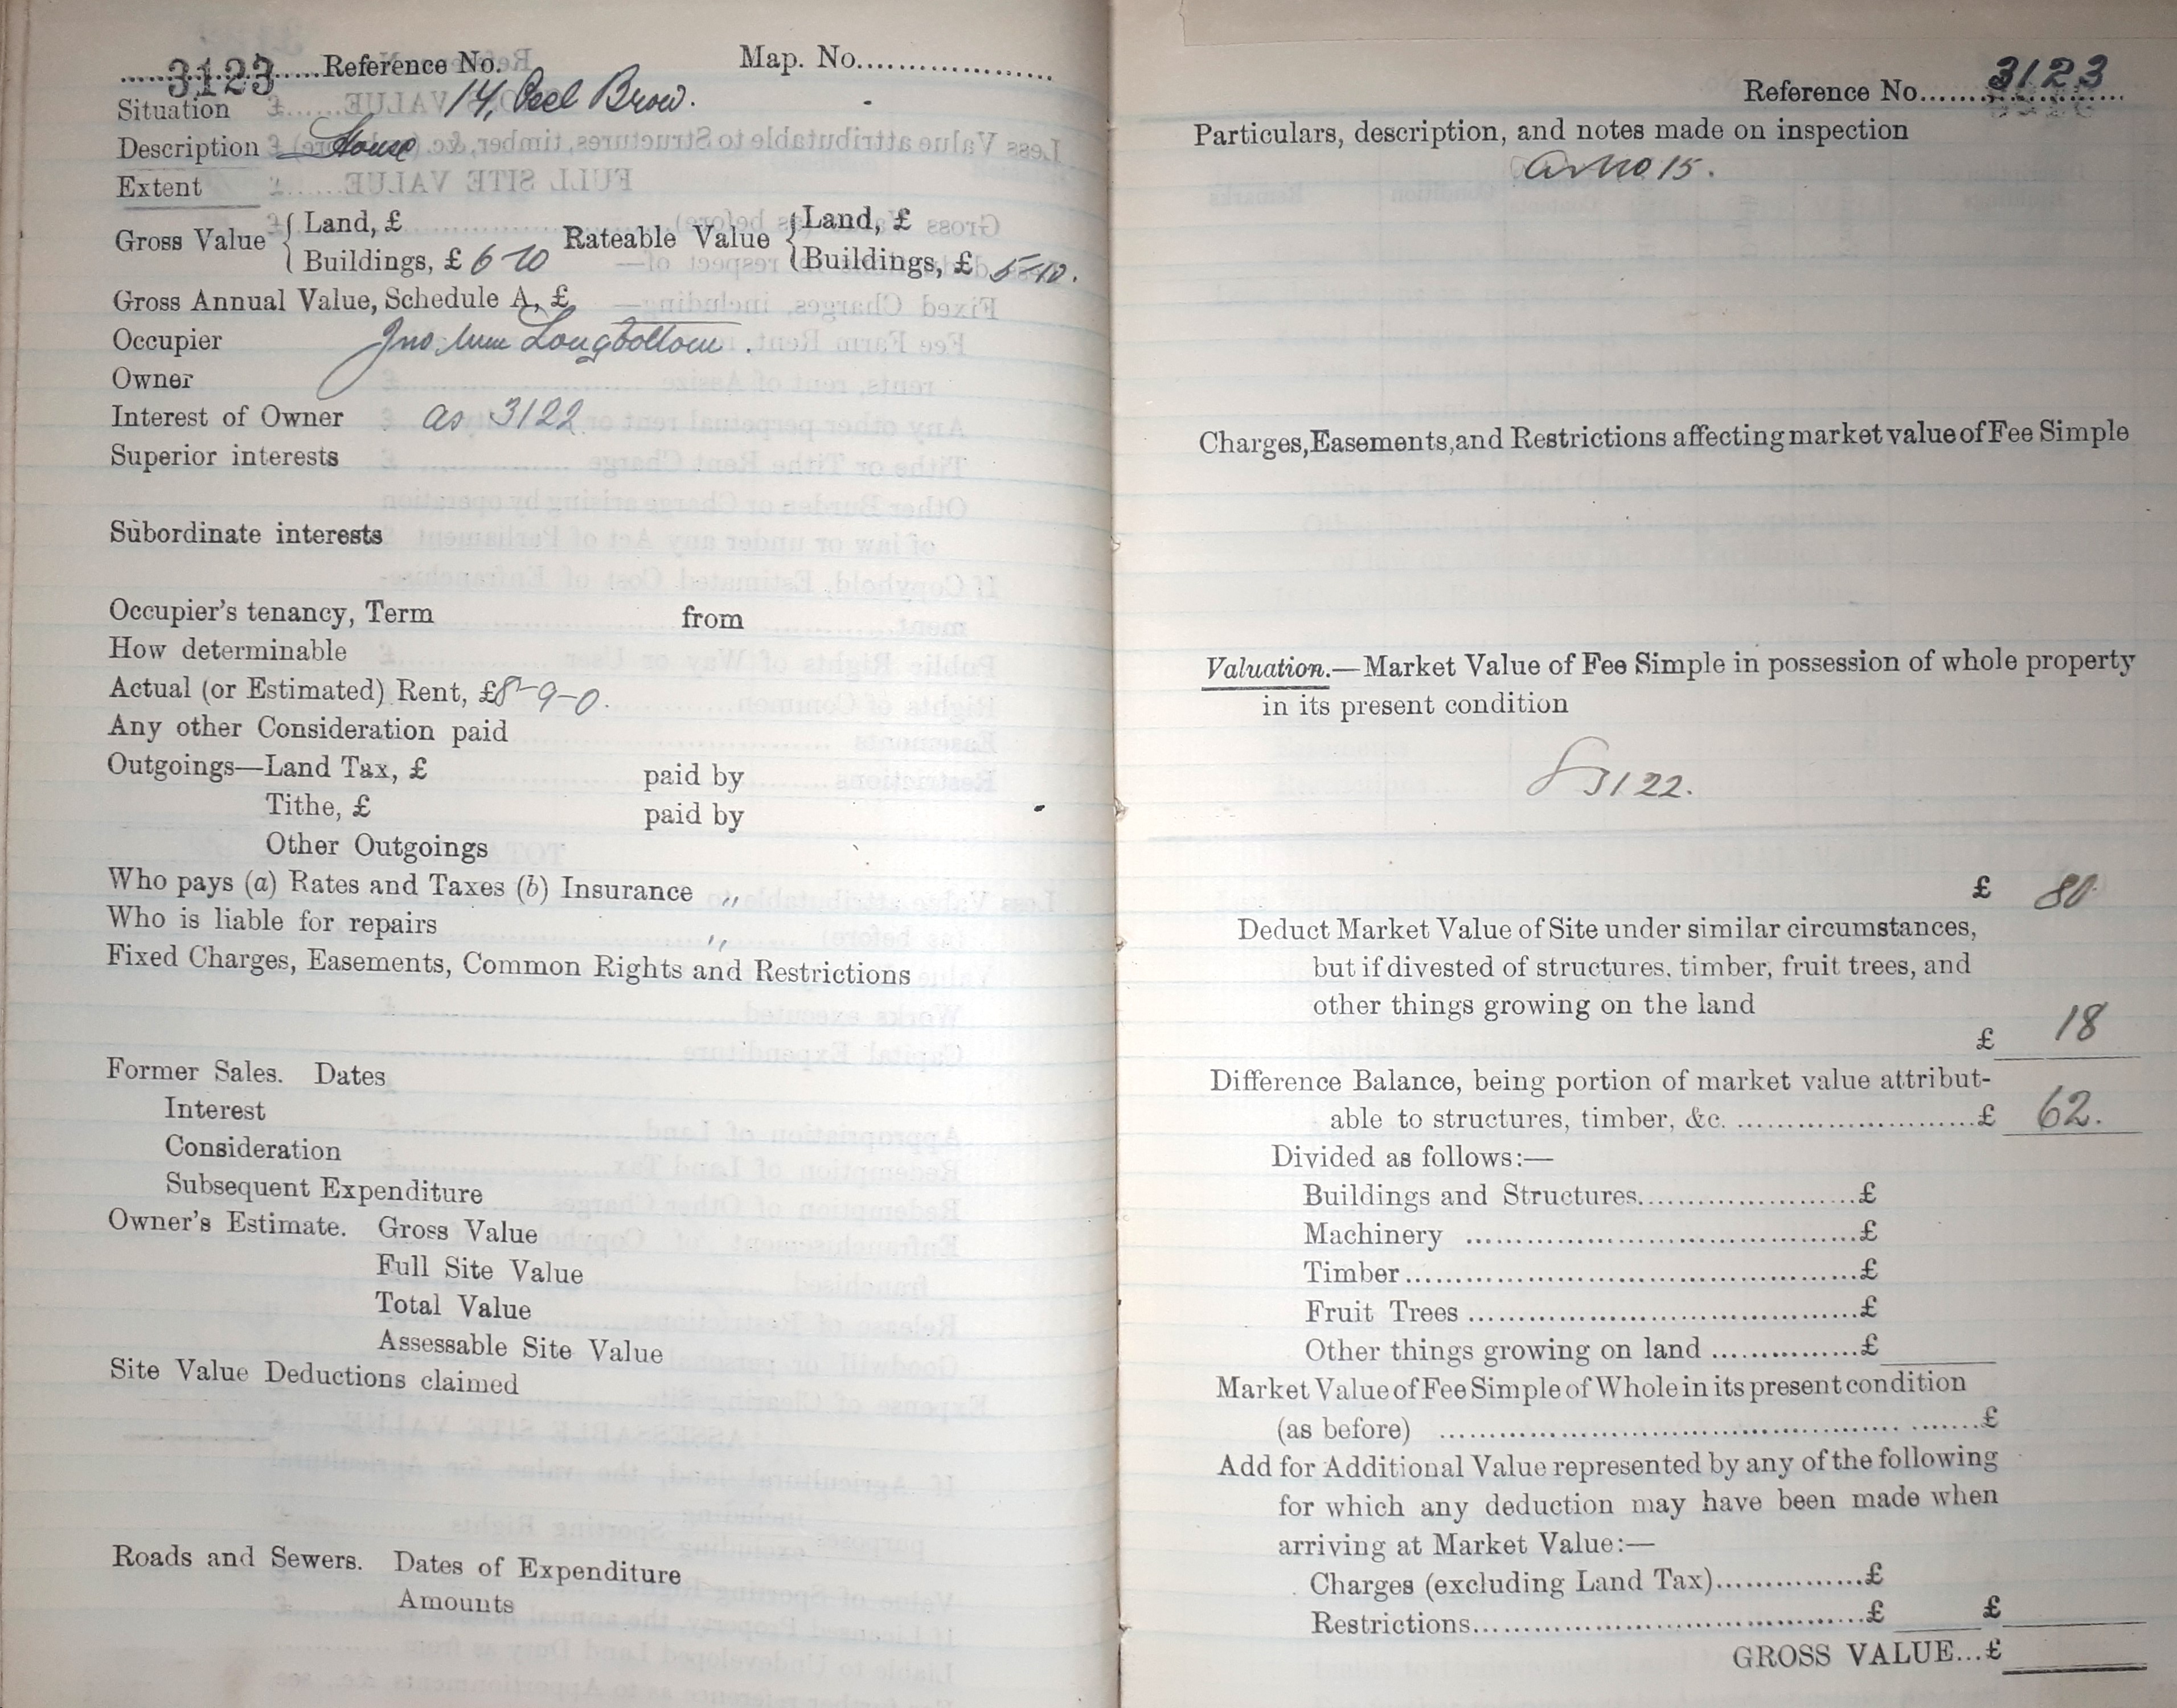 3123 Reference No. Map. No.
Situation 14, Peel Brow.
Description House
Extent
Gross Value { Land, £ Rateable Value { Land, £
Buildings, £ 6-10 Buildings, £ 5-10.
Gross Annual Value, Schedule A, £
Occupier Jno. Longbottom.
Owner
Interest of Owner as 3122
Superior interests
Subordinate interests
Occupier's tenancy, Term from
How determinable
Actual (or Estimated) Rent, £8-9-0.
Any other Consideration paid
Outgoings—Land Tax, £ paid by
Tithe, £ paid by
Other Outgoings
Who pays (a) Rates and Taxes (b) Insurance "
Who is liable for repairs "
Fixed Charges, Easements, Common Rights and Restrictions
Former Sales. Dates
Interest
Consideration
Subsequent Expenditure
Owner's Estimate. Gross Value
Full Site Value
Total Value
Assessable Site Value
Site Value Deductions claimed
Roads and Sewers. Dates of Expenditure
Amounts
Reference No. 3123
Particulars, description, and notes made on inspection
as No 15.
Charges, Easements, and Restrictions affecting market value of Fee Simple
Valuation.—Market Value of Fee Simple in possession of whole property
in its present condition
3122.
£ 80
Deduct Market Value of Site under similar circumstances,
but if divested of structures, timber, fruit trees, and
other things growing on the land
£ 18
Difference Balance, being portion of market value attribut-
able to structures, timber, &c. £ 62.
Divided as follows:—
Buildings and Structures £
Machinery £
Timber £
Fruit Trees £
Other things growing on land £
Market Value of Fee Simple of Whole in its present condition
(as before) £
Add for Additional Value represented by any of the following
for which any deduction may have been made when
arriving at Market Value:—
Charges (excluding Land Tax) £
Restrictions £ £
GROSS VALUE...£